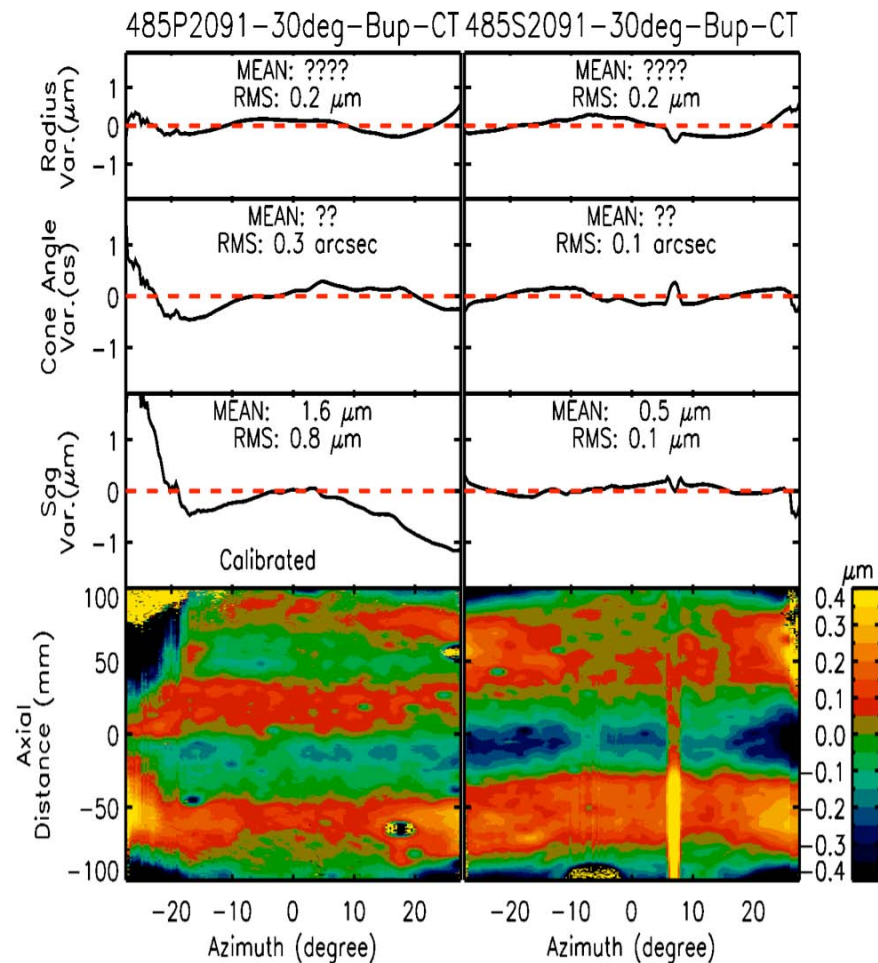 485P2091-30deg-Bup-CT 485S2091-30deg-Bup-CT
Radius
Var.(μm)
1
0
-1
MEAN: ????
RMS: 0.2 μm
MEAN: ????
RMS: 0.2 μm
Cone Angle
Var.(as)
1
0
-1
MEAN: ??
RMS: 0.3 arcsec
MEAN: ??
RMS: 0.1 arcsec
Sag
Var.(μm)
1
0
-1
MEAN: 1.6 μm
RMS: 0.8 μm
Calibrated
MEAN: 0.5 μm
RMS: 0.1 μm
Axial
Distance (mm)
100
50
0
-50
-100
-20 -10 0 10 20
Azimuth (degree)
-20 -10 0 10 20
Azimuth (degree)
μm
0.4
0.3
0.2
0.1
0.0
-0.1
-0.2
-0.3
-0.4